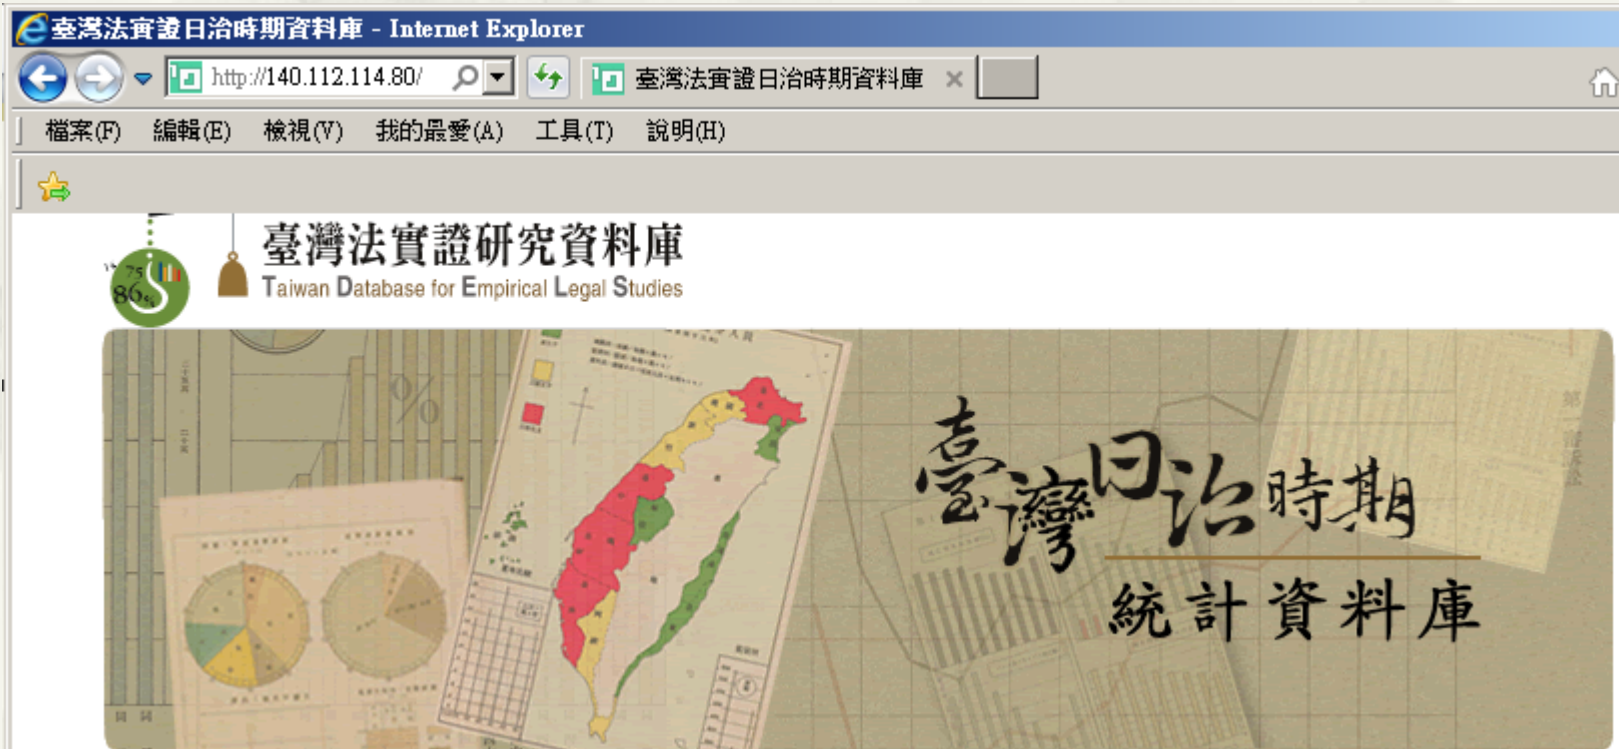 臺灣法實證日治時期資料庫 - Internet Explorer
http://140.112.114.80/
臺灣法實證日治時期資料庫
檔案(F) 編輯(E) 檢視(V) 我的最愛(A) 工具(T) 說明(H)
75
86%
臺灣法實證研究資料庫
Taiwan Database for Empirical Legal Studies
%
臺灣日治時期
統計資料庫